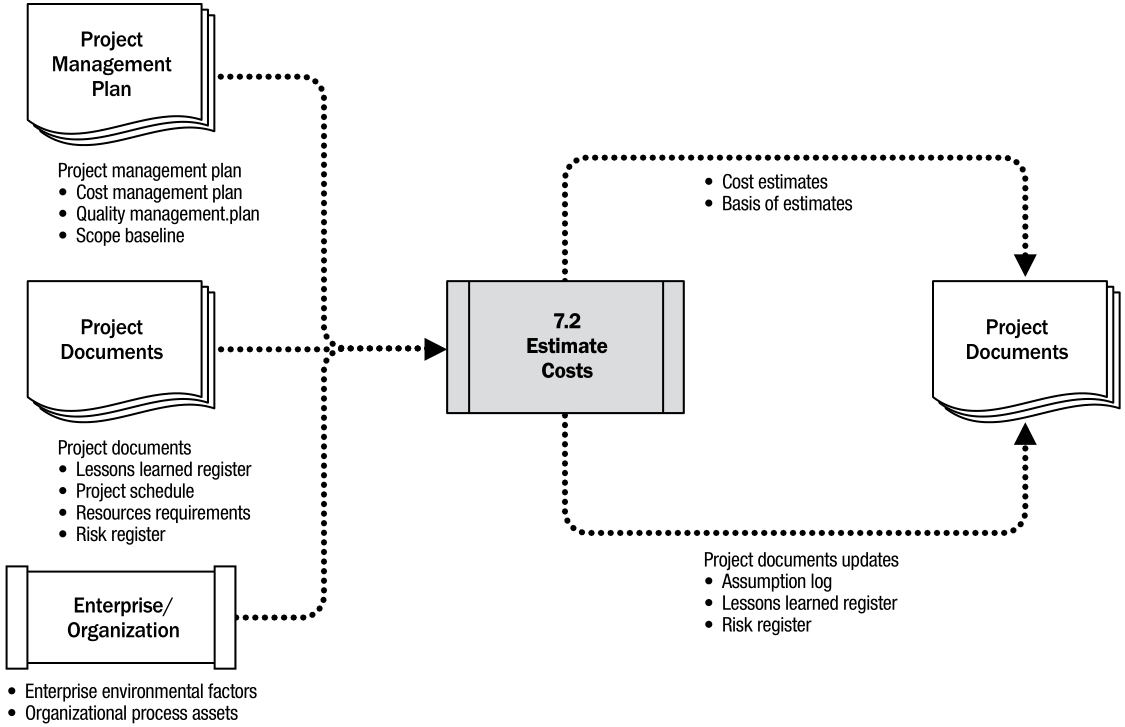 Project
Management
Plan
Project management plan
• Cost management plan
• Quality management.plan
• Scope baseline
Project
Documents
Project documents
• Lessons learned register
• Project schedule
• Resources requirements
• Risk register
Enterprise/
Organization
• Enterprise environmental factors
• Organizational process assets
7.2
Estimate
Costs
• Cost estimates
• Basis of estimates
Project
Documents
Project documents updates
• Assumption log
• Lessons learned register
• Risk register